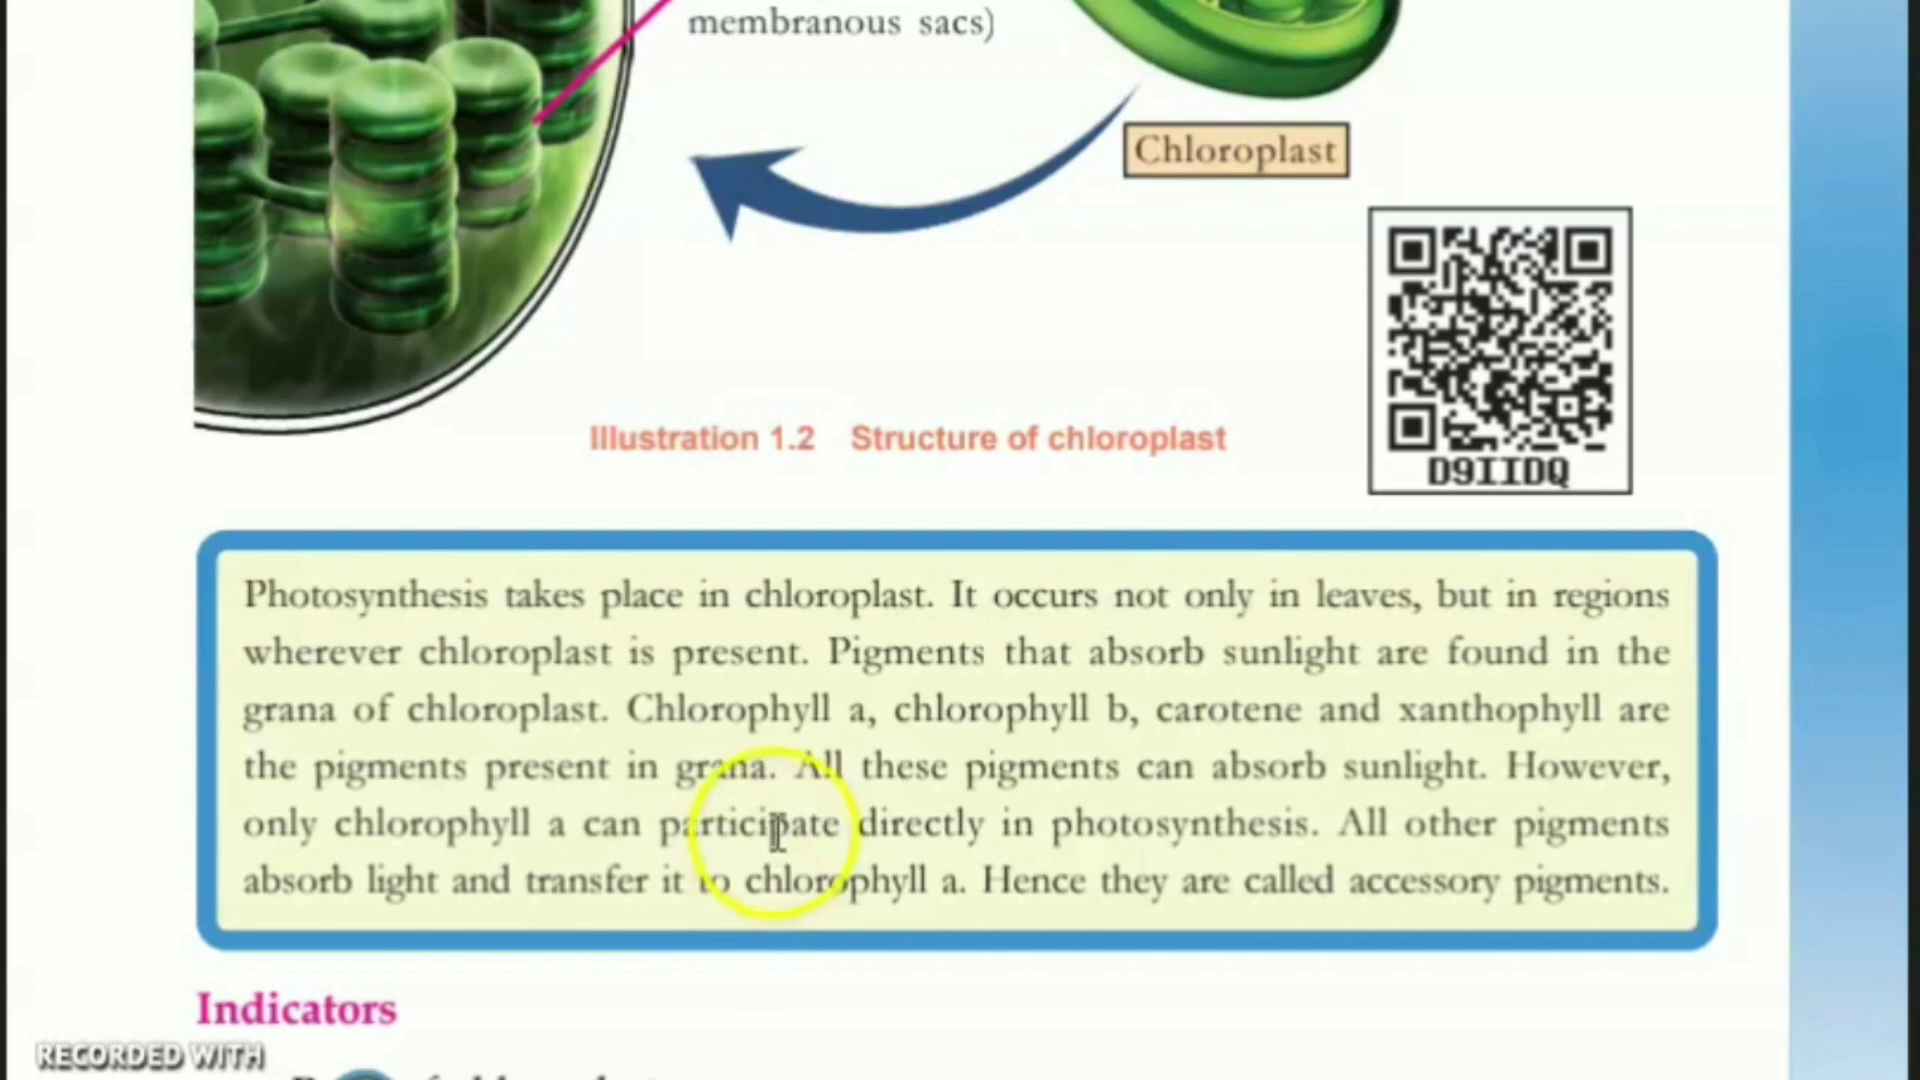 membranous sacs)
Chloroplast
D9IIDQ
Illustration 1.2 Structure of chloroplast
Photosynthesis takes place in chloroplast. It occurs not only in leaves, but in regions
wherever chloroplast is present. Pigments that absorb sunlight are found in the
grana of chloroplast. Chlorophyll a, chlorophyll b, carotene and xanthophyll are
the pigments present in grana. All these pigments can absorb sunlight. However,
only chlorophyll a can participate directly in photosynthesis. All other pigments
absorb light and transfer it to chlorophyll a. Hence they are called accessory pigments.
Indicators
RECORDED WITH